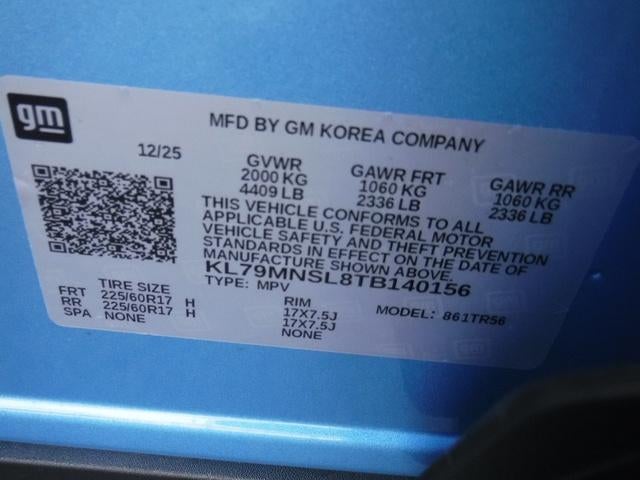 gm
MFD BY GM KOREA COMPANY
12/25
GVWR GAWR FRT GAWR RR
2000 KG 1060 KG 1060 KG
4409 LB 2336 LB 2336 LB
THIS VEHICLE CONFORMS TO ALL
APPLICABLE U.S. FEDERAL MOTOR
VEHICLE SAFETY AND THEFT PREVENTION
STANDARDS IN EFFECT ON THE DATE OF
MANUFACTURE SHOWN ABOVE.
KL79MNSL8TB140156
TYPE: MPV
TIRE SIZE RIM MODEL: 861TR56
FRT 225/60R17 H 17X7.5J
RR 225/60R17 H 17X7.5J
SPA NONE NONE